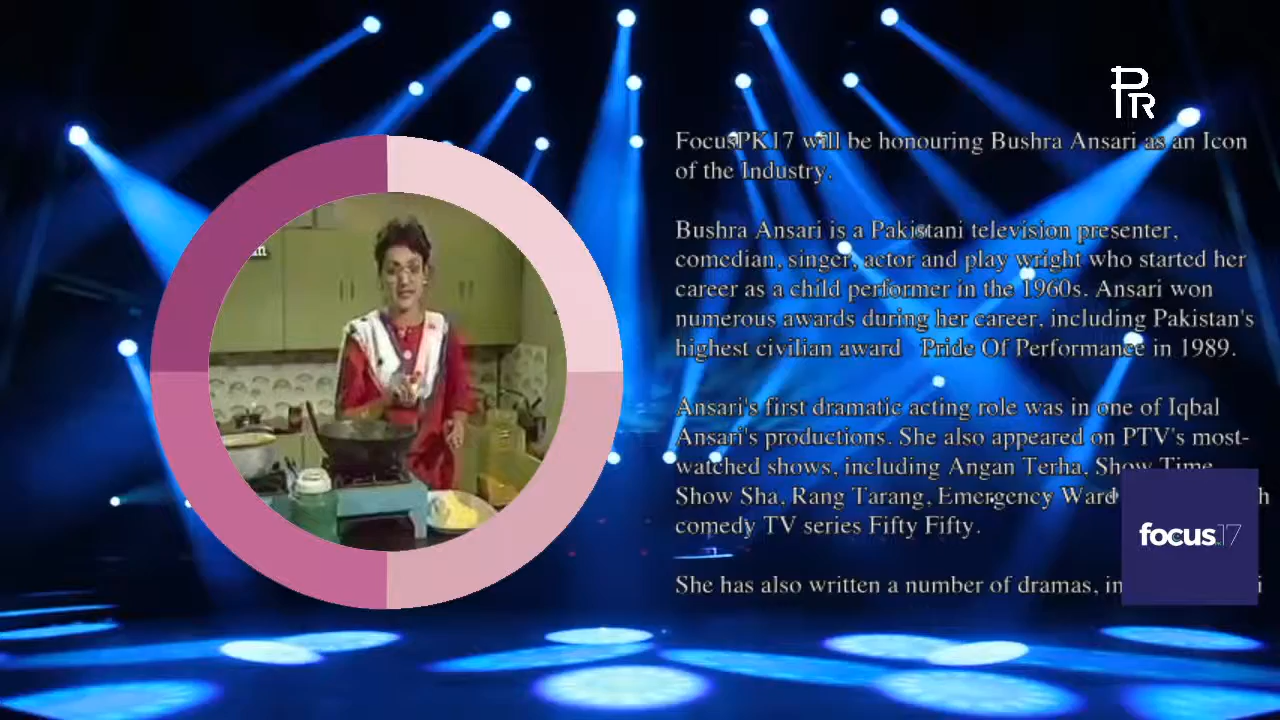 PR
FocusPK17 will be honouring Bushra Ansari as an Icon
of the Industry.
Bushra Ansari is a Pakistani television presenter,
comedian, singer, actor and play wright who started her
career as a child performer in the 1960s. Ansari won
numerous awards during her career, including Pakistan's
highest civilian award Pride Of Performance in 1989.
Ansari's first dramatic acting role was in one of Iqbal
Ansari's productions. She also appeared on PTV's most-
watched shows, including Angan Terha, Show Time
Show Sha, Rang Tarang, Emergency Ward
comedy TV series Fifty Fifty.
She has also written a number of dramas,
focus.17